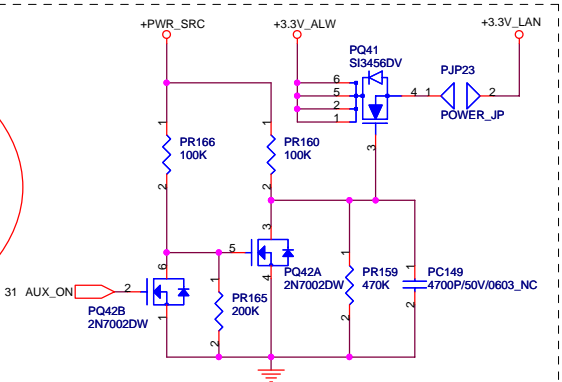 +PWR_SRC
+3.3V_ALW
+3.3V_LAN
PQ41
SI3456DV
6
5
2
1
4
3
PJP23
1
2
POWER_JP
1
PR166
100K
2
1
PR160
100K
2
31 AUX_ON
2
6
1
PQ42B
2N7002DW
5
3
4
PQ42A
2N7002DW
1
PR165
200K
2
1
PR159
470K
2
1
PC149
4700P/50V/0603_NC
2